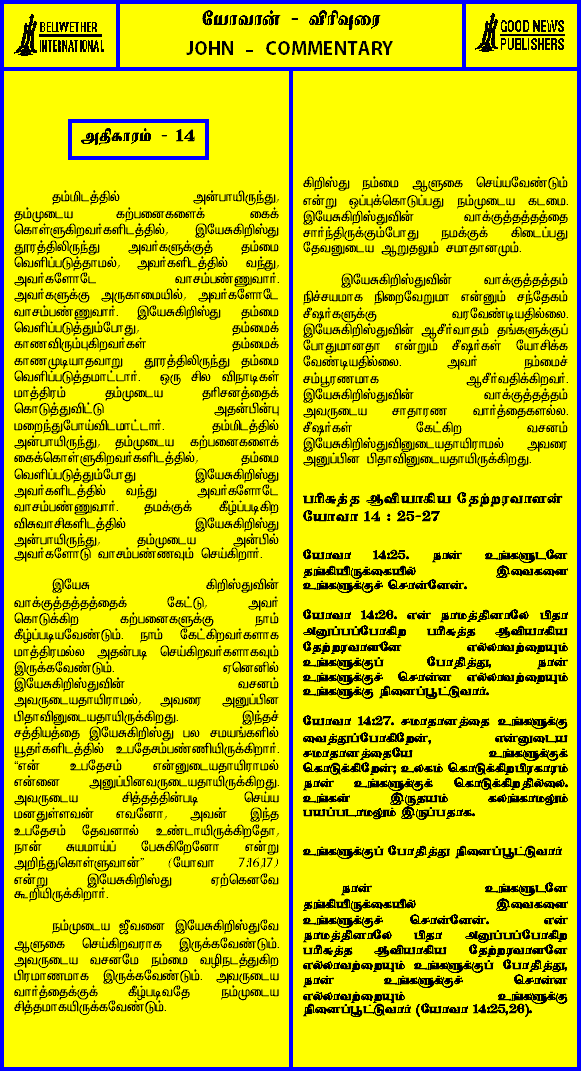 BELLWETHER
INTERNATIONAL
யோவான் - விரிவுரை
JOHN - COMMENTARY
GOOD NEWS
PUBLISHERS
அதிகாரம் - 14
தம்மிடத்தில் அன்பாயிருந்து,
தம்முடைய கற்பனைகளைக் கைக்
கொள்ளுகிறவர்களிடத்தில், இயேசுகிறிஸ்து
தூரத்திலிருந்து அவர்களுக்குத் தம்மை
வெளிப்படுத்தாமல், அவர்களிடத்தில் வந்து,
அவர்களோடே வாசம்பண்ணுவார்.
அவர்களுக்கு அருகாமையில், அவர்களோடே
வாசம்பண்ணுவார். இயேசுகிறிஸ்து தம்மை
வெளிப்படுத்தும்போது, தம்மைக்
காணவிரும்புகிறவர்கள் தம்மைக்
காணமுடியாதவாறு தூரத்திலிருந்து தம்மை
வெளிப்படுத்தமாட்டார். ஒரு சில விநாடிகள்
மாத்திரம் தம்முடைய தரிசனத்தைக்
கொடுத்துவிட்டு அதன்பின்பு
மறைந்துபோய்விடமாட்டார். தம்மிடத்தில்
அன்பாயிருந்து, தம்முடைய கற்பனைகளைக்
கைக்கொள்ளுகிறவர்களிடத்தில், தம்மை
வெளிப்படுத்தும்போது இயேசுகிறிஸ்து
அவர்களிடத்தில் வந்து அவர்களோடே
வாசம்பண்ணுவார். தமக்குக் கீழ்ப்படிகிற
விசுவாசிகளிடத்தில் இயேசுகிறிஸ்து
அன்பாயிருந்து, தம்முடைய அன்பில்
அவர்களோடு வாசம்பண்ணவும் செய்கிறார்.
இயேசு கிறிஸ்துவின்
வாக்குத்தத்தத்தைக் கேட்டு, அவர்
கொடுக்கிற கற்பனைகளுக்கு நாம்
கீழ்ப்படியவேண்டும். நாம் கேட்கிறவர்களாக
மாத்திரமல்ல அதன்படி செய்கிறவர்களாகவும்
இருக்கவேண்டும். ஏனெனில்
இயேசுகிறிஸ்துவின் வசனம்
அவருடையதாயிராமல், அவரை அனுப்பின
பிதாவினுடையதாயிருக்கிறது. இந்தச்
சத்தியத்தை இயேசுகிறிஸ்து பல சமயங்களில்
யூதர்களிடத்தில் உபதேசம்பண்ணியிருக்கிறார்.
“என் உபதேசம் என்னுடையதாயிராமல்
என்னை அனுப்பினவருடையதாயிருக்கிறது.
அவருடைய சித்தத்தின்படி செய்ய
மனதுள்ளவன் எவனோ, அவன் இந்த
உபதேசம் தேவனால் உண்டாயிருக்கிறதோ,
நான் சுயமாய்ப் பேசுகிறேனோ என்று
அறிந்துகொள்ளுவான்” (யோவா 7:16,17)
என்று இயேசுகிறிஸ்து ஏற்கெனவே
கூறியிருக்கிறார்.
நம்முடைய ஜீவனை இயேசுகிறிஸ்துவே
ஆளுகை செய்கிறவராக இருக்கவேண்டும்.
அவருடைய வசனமே நம்மை வழிநடத்துகிற
பிரமாணமாக இருக்கவேண்டும். அவருடைய
வார்த்தைக்குக் கீழ்படிவதே நம்முடைய
சித்தமாகயிருக்கவேண்டும்.
கிறிஸ்து நம்மை ஆளுகை செய்யவேண்டும்
என்று ஒப்புக்கொடுப்பது நம்முடைய கடமை.
இயேசுகிறிஸ்துவின் வாக்குத்தத்தத்தை
சார்ந்திருக்கும்போது நமக்குக் கிடைப்பது
தேவனுடைய ஆறுதலும் சமாதானமும்.
இயேசுகிறிஸ்துவின் வாக்குத்தத்தம்
நிச்சயமாக நிறைவேறுமா என்னும் சந்தேகம்
சீஷர்களுக்கு வரவேண்டியதில்லை.
இயேசுகிறிஸ்துவின் ஆசீர்வாதம் தங்களுக்குப்
போதுமானதா என்றும் சீஷர்கள் யோசிக்க
வேண்டியதில்லை. அவர் நம்மைச்
சம்பூரணமாக ஆசீர்வதிக்கிறவர்.
இயேசுகிறிஸ்துவின் வாக்குத்தத்தம்
அவருடைய சாதாரண வார்த்தைகளல்ல.
சீஷர்கள் கேட்கிற வசனம்
இயேசுகிறிஸ்துவினுடையதாயிராமல் அவரை
அனுப்பின பிதாவினுடையதாயிருக்கிறது.
பரிசுத்த ஆவியாகிய தேற்றரவாளன்
யோவா 14 : 25-27
யோவா 14:25. நான் உங்களுடனே
தங்கியிருக்கையில் இவைகளை
உங்களுக்குச் சொன்னேன்.
யோவா 14:26. என் நாமத்தினாலே பிதா
அனுப்பப்போகிற பரிசுத்த ஆவியாகிய
தேற்றரவாளனே எல்லாவற்றையும்
உங்களுக்குப் போதித்து, நான்
உங்களுக்குச் சொன்ன எல்லாவற்றையும்
உங்களுக்கு நினைப்பூட்டுவார்.
யோவா 14:27. சமாதானத்தை உங்களுக்கு
வைத்துப்போகிறேன், என்னுடைய
சமாதானத்தையே உங்களுக்குக்
கொடுக்கிறேன்; உலகம் கொடுக்கிறபிரகாரம்
நான் உங்களுக்குக் கொடுக்கிறதில்லை.
உங்கள் இருதயம் கலங்காமலும்
பயப்படாமலும் இருப்பதாக.
உங்களுக்குப் போதித்து நினைப்பூட்டுவார்
நான் உங்களுடனே
தங்கியிருக்கையில் இவைகளை
உங்களுக்குச் சொன்னேன். என்
நாமத்தினாலே பிதா அனுப்பப்போகிற
பரிசுத்த ஆவியாகிய தேற்றரவாளனே
எல்லாவற்றையும் உங்களுக்குப் போதித்து,
நான் உங்களுக்குச் சொன்ன
எல்லாவற்றையும் உங்களுக்கு
நினைப்பூட்டுவார் (யோவா 14:25,26).